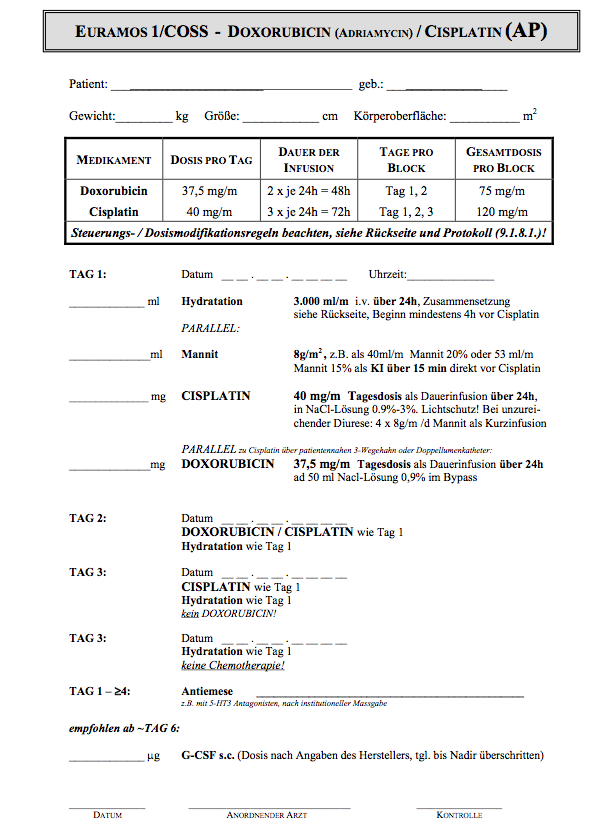 EURAMOS 1/COSS - DOXORUBICIN (ADRIAMYCIN) / CISPLATIN (AP)
Patient: ____________________________________ geb.: ____________________
Gewicht:_________ kg Größe: ____________ cm Körperoberfläche: ___________ m²
MEDIKAMENT DOSIS PRO TAG DAUER DER INFUSION TAGE PRO BLOCK GESAMTDOSIS PRO BLOCK
Doxorubicin 37,5 mg/m 2 x je 24h = 48h Tag 1, 2 75 mg/m
Cisplatin 40 mg/m 3 x je 24h = 72h Tag 1, 2, 3 120 mg/m
Steuerungs- / Dosismodifikationsregeln beachten, siehe Rückseite und Protokoll (9.1.8.1.)!
TAG 1: Datum __ __ . __ __ . __ __ __ __ Uhrzeit:______________
____________ ml Hydratation 3.000 ml/m i.v. über 24h, Zusammensetzung
siehe Rückseite, Beginn mindestens 4h vor Cisplatin
PARALLEL:
_____________ml Mannit 8g/m², z.B. als 40ml/m Mannit 20% oder 53 ml/m
Mannit 15% als KI über 15 min direkt vor Cisplatin
_____________ mg CISPLATIN 40 mg/m Tagesdosis als Dauerinfusion über 24h,
in NaCl-Lösung 0.9%-3%. Lichtschutz! Bei unzurei-
chender Diurese: 4 x 8g/m /d Mannit als Kurzinfusion
PARALLEL zu Cisplatin über patientennahen 3-Wegehahn oder Doppellumenkatheter:
_____________mg DOXORUBICIN 37,5 mg/m Tagesdosis als Dauerinfusion über 24h
ad 50 ml Nacl-Lösung 0,9% im Bypass
TAG 2: Datum __ __ . __ __ . __ __ __ __
DOXORUBICIN / CISPLATIN wie Tag 1
Hydratation wie Tag 1
TAG 3: Datum __ __ . __ __ . __ __ __ __
CISPLATIN wie Tag 1
Hydratation wie Tag 1
kein DOXORUBICIN!
TAG 3: Datum __ __ . __ __ . __ __ __ __
Hydratation wie Tag 1
keine Chemotherapie!
TAG 1 – ≥4: Antiemese ___________________________________________
z.B. mit 5-HT3 Antagonisten, nach institutioneller Massgabe
empfohlen ab ~TAG 6:
____________ µg G-CSF s.c. (Dosis nach Angaben des Herstellers, tgl. bis Nadir überschritten)
DATUM ANORDNENDER ARZT KONTROLLE